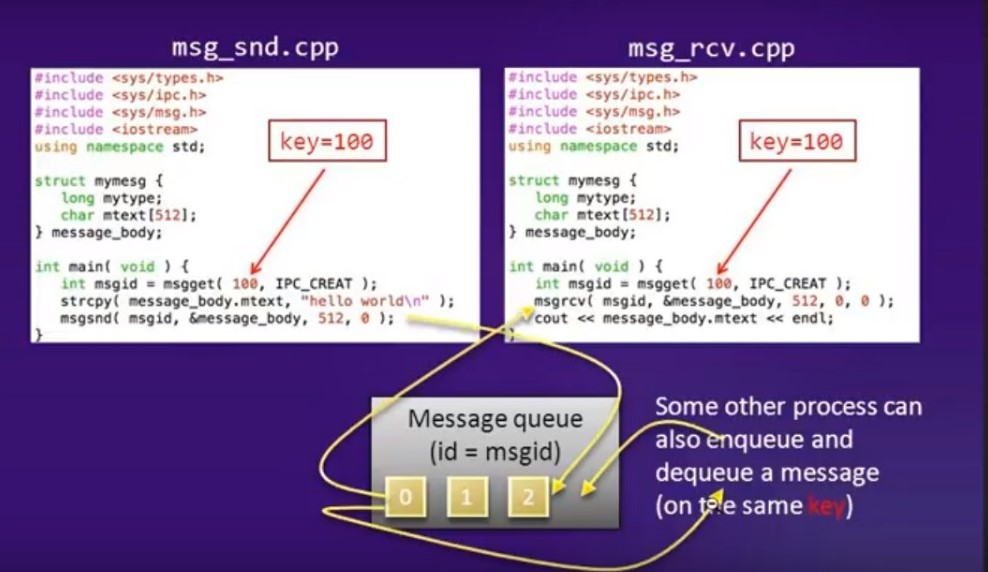 msg_snd.cpp
#include <sys/types.h>
#include <sys/ipc.h>
#include <sys/msg.h>
#include <iostream>
using namespace std;
key=100
struct mymesg {
long mytype;
char mtext[512];
} message_body;
int main( void ) {
int msgid = msgget( 100, IPC_CREAT );
strcpy( message_body.mtext, "hello world\n" );
msgsnd( msgid, &message_body, 512, 0 );
}
msg_rcv.cpp
#include <sys/types.h>
#include <sys/ipc.h>
#include <sys/msg.h>
#include <iostream>
using namespace std;
key=100
struct mymesg {
long mytype;
char mtext[512];
} message_body;
int main( void ) {
int msgid = msgget( 100, IPC_CREAT );
msgrcv( msgid, &message_body, 512, 0, 0 );
cout << message_body.mtext << endl;
}
Message queue
(id = msgid)
0 1 2
Some other process can
also enqueue and
dequeue a message
(on the same key)